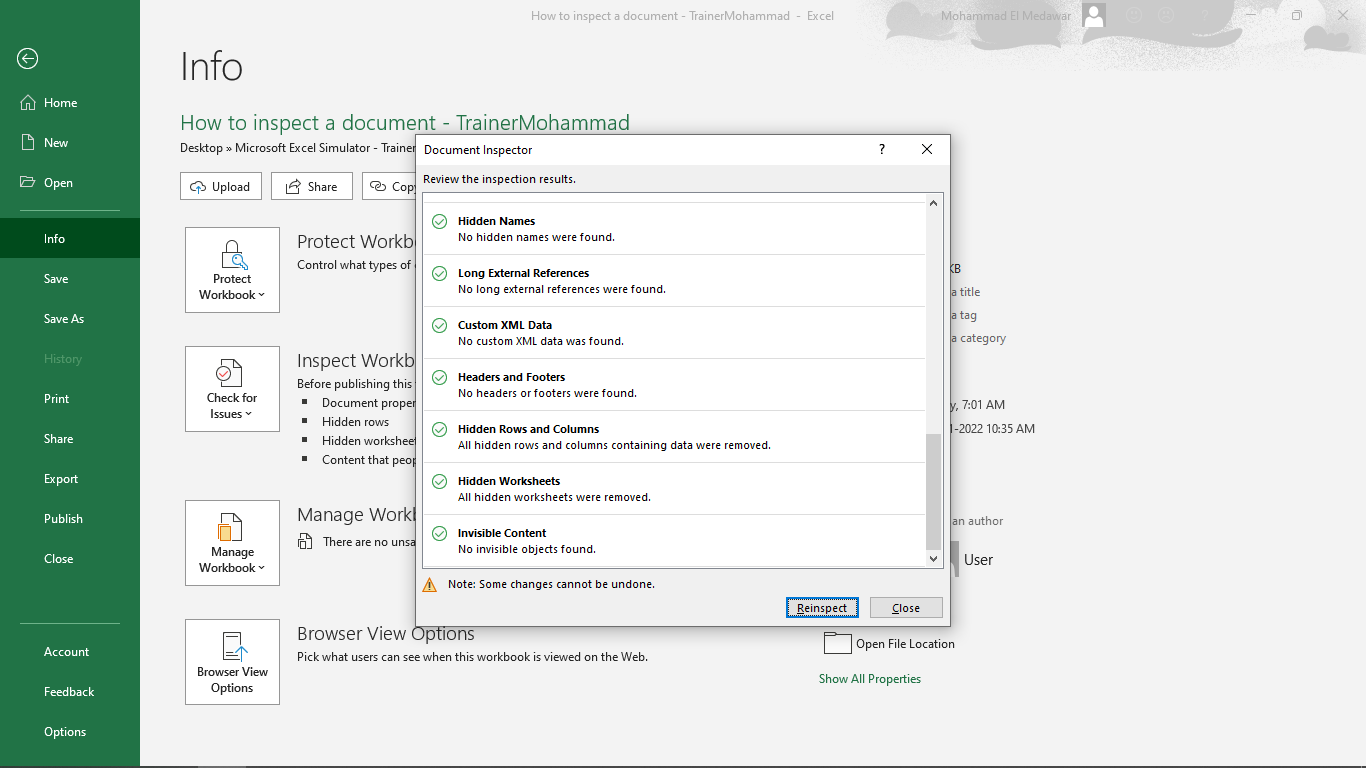 How to inspect a document - TrainerMohammad - Excel
Mohammad El Medawar
Home
New
Open
Info
Save
Save As
History
Print
Share
Export
Publish
Close
Account
Feedback
Options
Info
How to inspect a document - TrainerMohammad
Desktop » Microsoft Excel Simulator - Trainer
Upload
Share
Copy
Protect
Workbook
Protect Workbo
Control what types of
Check for
Issues
Inspect Workb
Before publishing this
Document proper
Hidden rows
Hidden worksheet
Content that peop
Manage
Workbook
Manage Workb
There are no unsa
Browser View
Options
Browser View Options
Pick what users can see when this workbook is viewed on the Web.
Document Inspector
?
Review the inspection results.
Hidden Names
No hidden names were found.
Long External References
No long external references were found.
Custom XML Data
No custom XML data was found.
Headers and Footers
No headers or footers were found.
Hidden Rows and Columns
All hidden rows and columns containing data were removed.
Hidden Worksheets
All hidden worksheets were removed.
Invisible Content
No invisible objects found.
Note: Some changes cannot be undone.
Reinspect
Close
KB
a title
a tag
a category
y, 7:01 AM
1-2022 10:35 AM
an author
User
Open File Location
Show All Properties